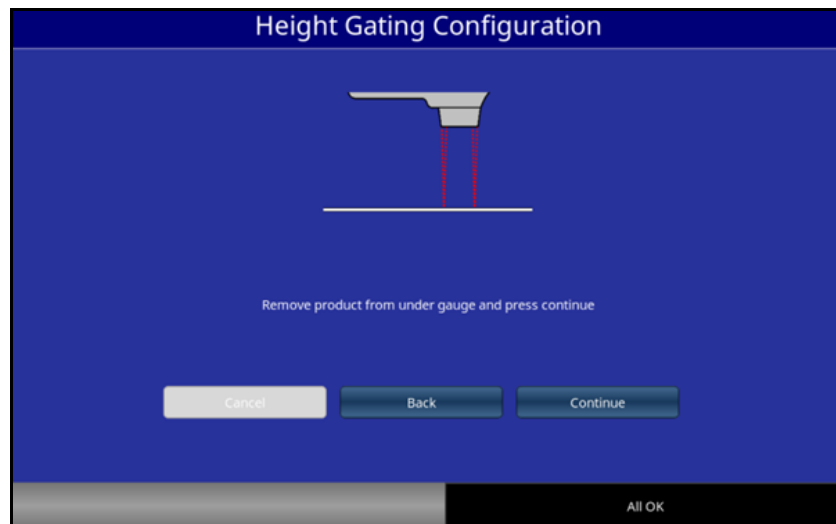 Height Gating Configuration
Remove product from under gauge and press continue
Cancel
Back
Continue
All OK